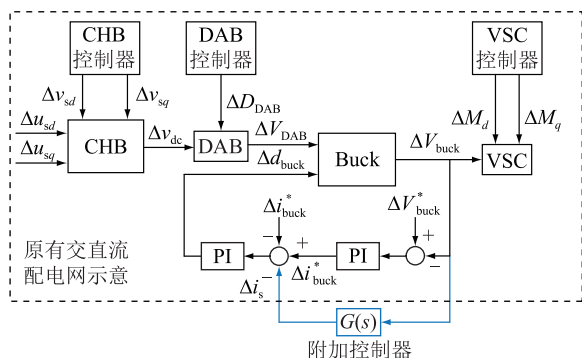 CHB
控制器
DAB
控制器
VSC
控制器
Δv_sd
Δv_sq
ΔD_DAB
ΔM_d
ΔM_q
Δu_sd
Δu_sq
CHB
Δv_dc
DAB
ΔV_DAB
Δd_buck
Buck
ΔV_buck
VSC
Δi*_buck
ΔV*_buck
− + + −
PI
PI
Δi*_buck
Δi_s −
原有交直流
配电网示意
G(s)
附加控制器